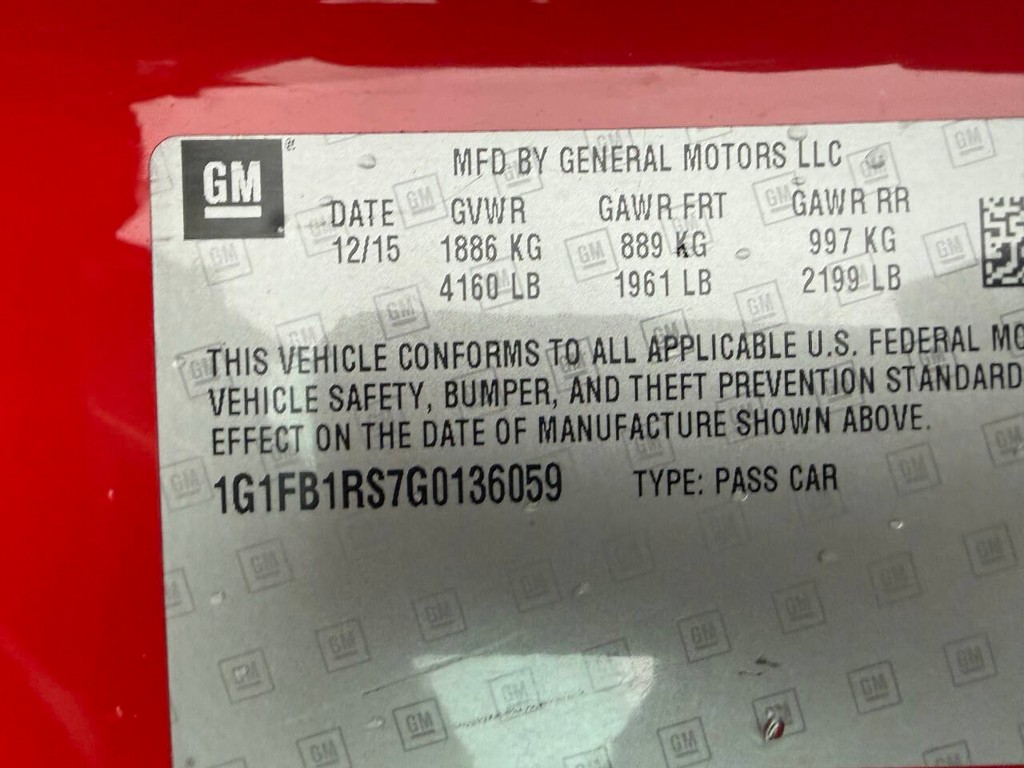 GM ®
MFD BY GENERAL MOTORS LLC
DATE GVWR GAWR FRT GAWR RR
12/15 1886 KG 889 KG 997 KG
4160 LB 1961 LB 2199 LB
THIS VEHICLE CONFORMS TO ALL APPLICABLE U.S. FEDERAL MO
VEHICLE SAFETY, BUMPER, AND THEFT PREVENTION STANDARD
EFFECT ON THE DATE OF MANUFACTURE SHOWN ABOVE.
1G1FB1RS7G0136059 TYPE: PASS CAR